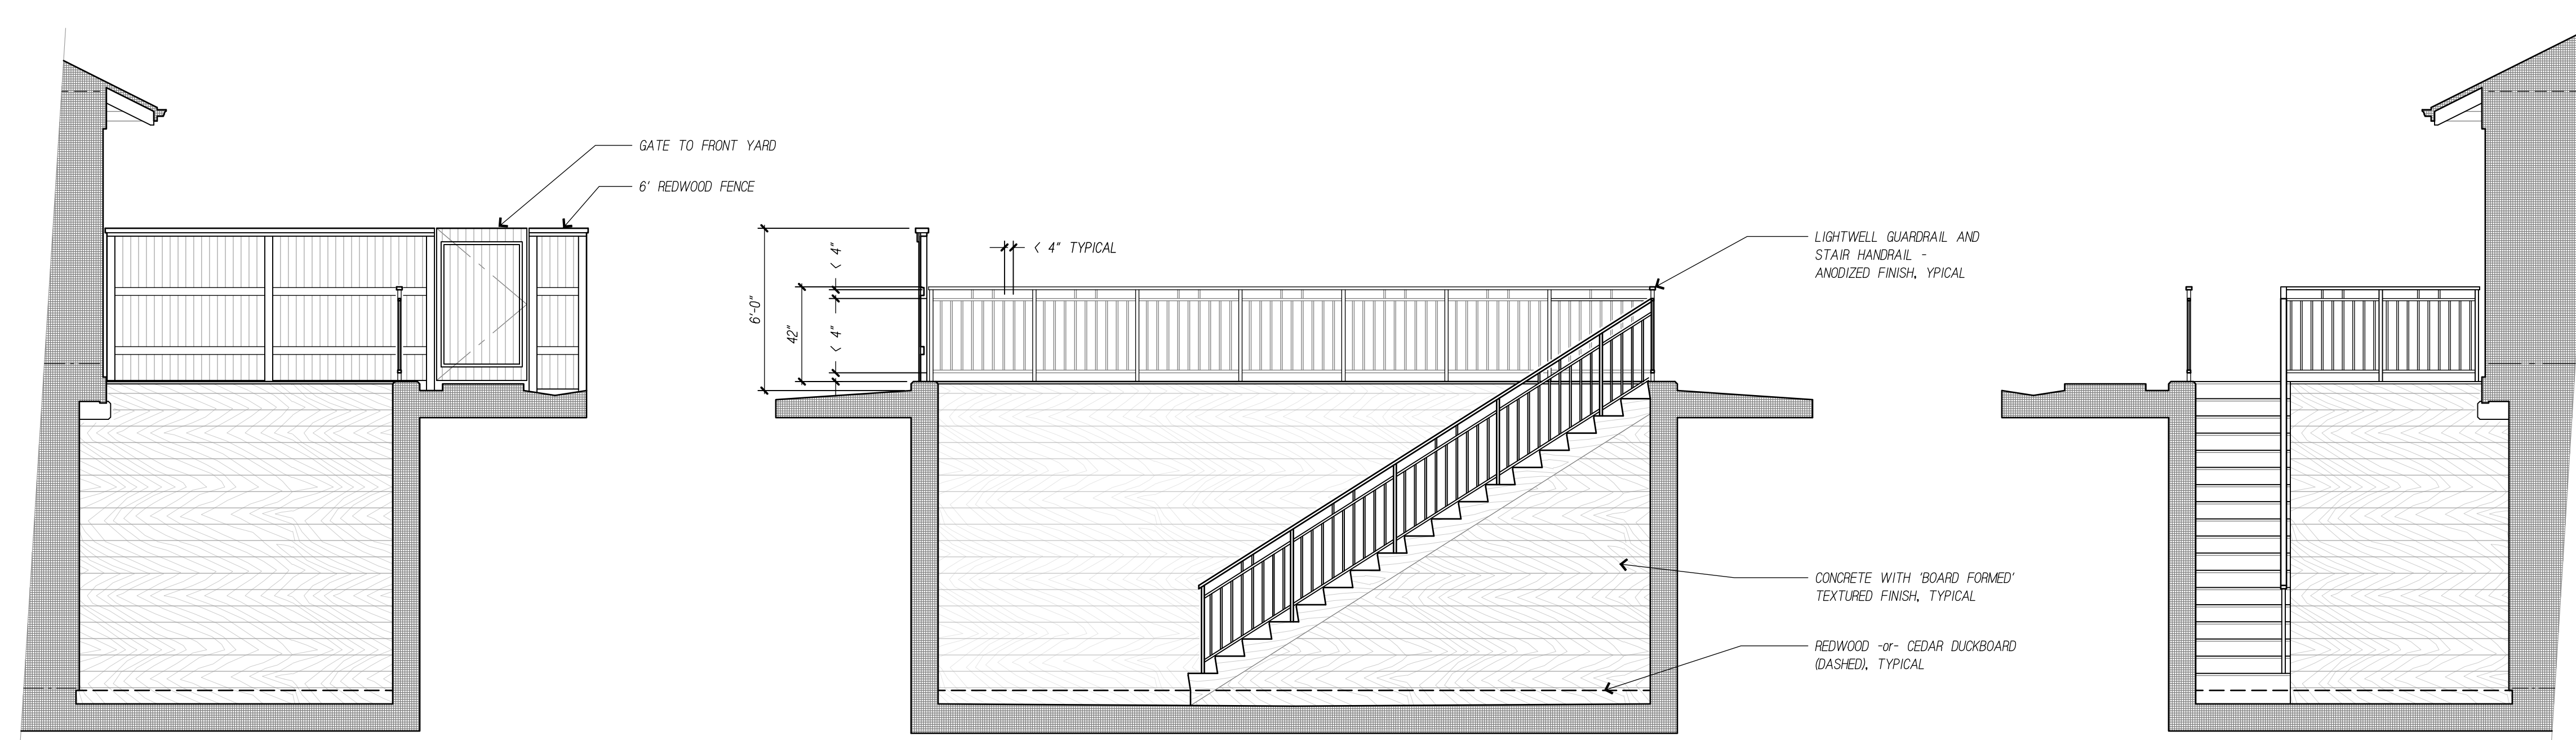 GATE TO FRONT YARD
6' REDWOOD FENCE
6'-0"
42"
< 4"
< 4"
< 4" TYPICAL
LIGHTWELL GUARDRAIL AND
STAIR HANDRAIL -
ANODIZED FINISH, YPICAL
CONCRETE WITH 'BOARD FORMED'
TEXTURED FINISH, TYPICAL
REDWOOD -or- CEDAR DUCKBOARD
(DASHED), TYPICAL